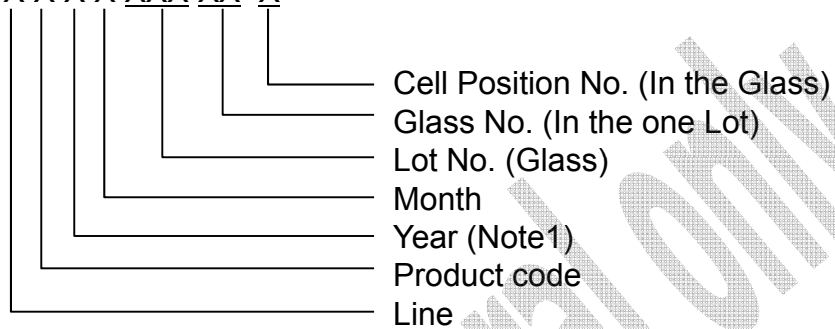 Cell Position No. (In the Glass)
Glass No. (In the one Lot)
Lot No. (Glass)
Month
Year (Note1)
Product code
Line